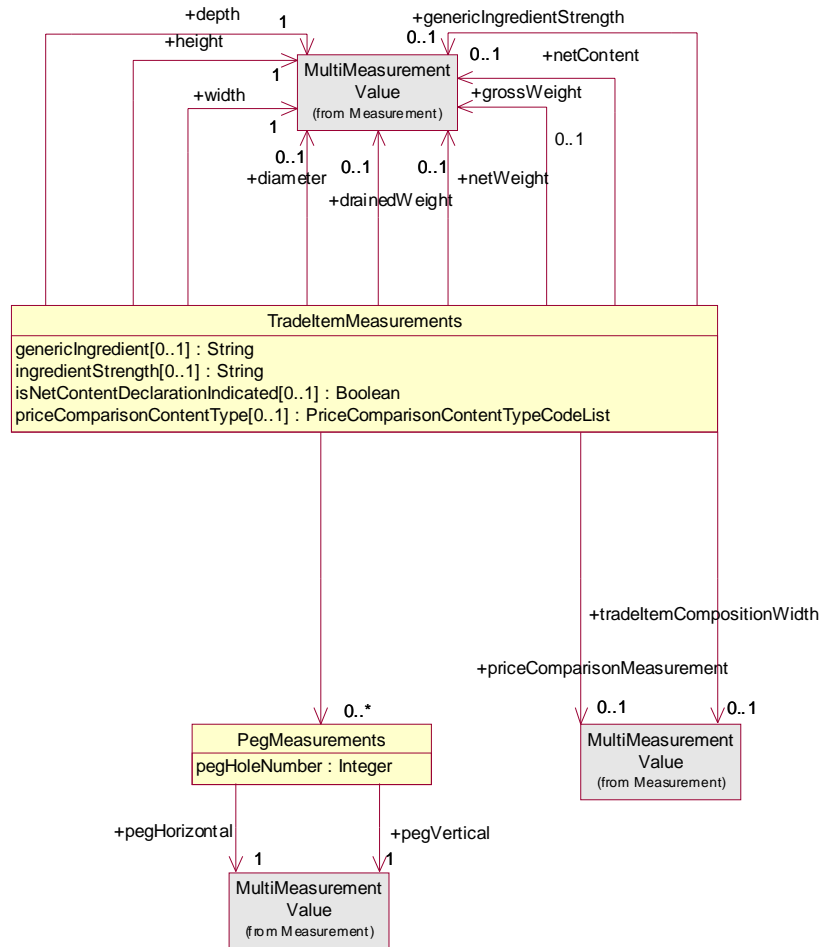 +depth
1
+genericIngredientStrength
+height
0..1
0..1
+netContent
1
MultiMeasurement
Value
(from Measurement)
+width
+grossWeight
1
0..1
0..1
0..1
0..1
+diameter
+drainedWeight
+netWeight
TradeItemMeasurements
genericIngredient[0..1] : String
ingredientStrength[0..1] : String
isNetContentDeclarationIndicated[0..1] : Boolean
priceComparisonContentType[0..1] : PriceComparisonContentTypeCodeList
+tradeItemCompositionWidth
+priceComparisonMeasurement
0..*
0..1
0..1
PegMeasurements
pegHoleNumber : Integer
MultiMeasurement
Value
(from Measurement)
+pegHorizontal
+pegVertical
1
1
MultiMeasurement
Value
(from Measurement)